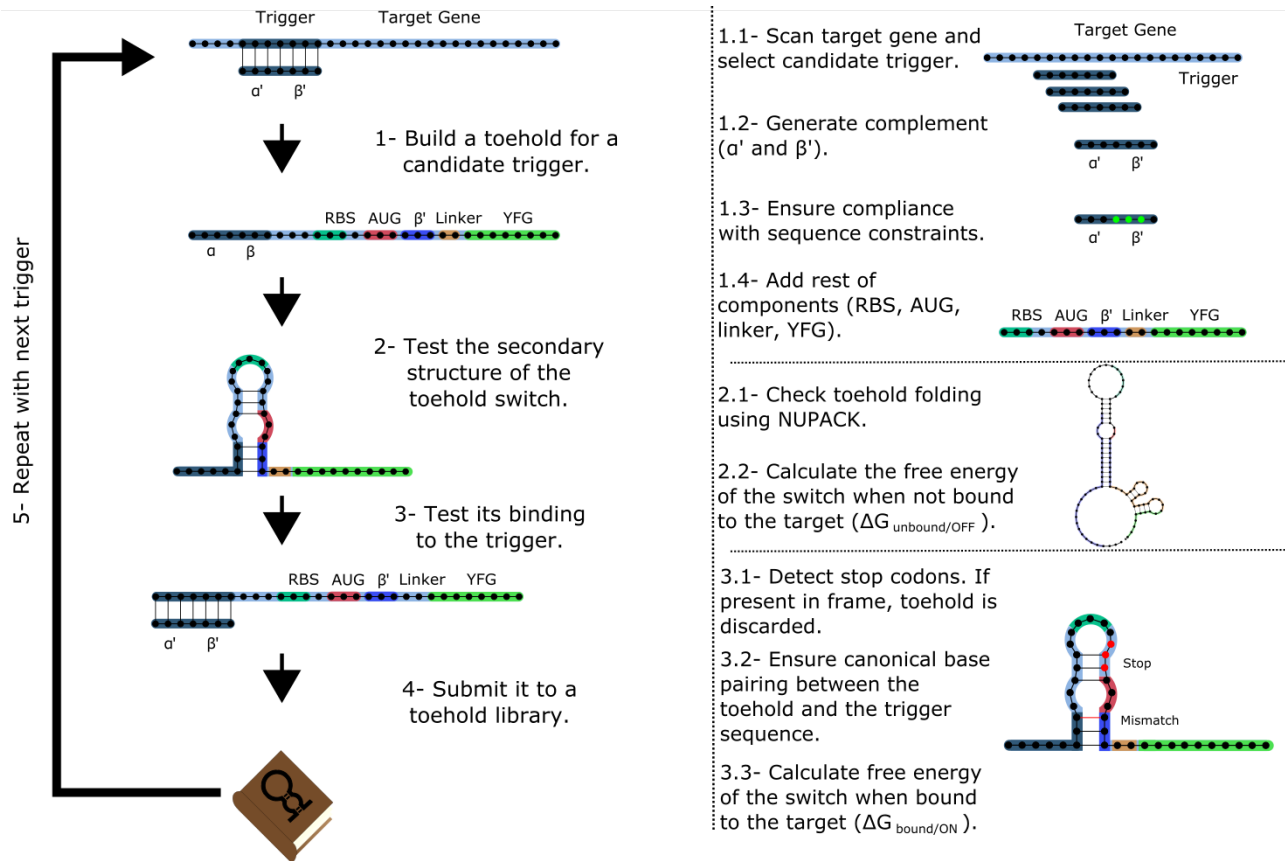 Trigger
Target Gene
α'
β'
1- Build a toehold for a
candidate trigger.
RBS
AUG
β'
Linker
YFG
α
β
2- Test the secondary
structure of the
toehold switch.
3- Test its binding
to the trigger.
RBS
AUG
β'
Linker
YFG
α'
β'
4- Submit it to a
toehold library.
5- Repeat with next trigger
1.1- Scan target gene and
select candidate trigger.
Target Gene
Trigger
1.2- Generate complement
(α' and β').
α'
β'
1.3- Ensure compliance
with sequence constraints.
α'
β'
1.4- Add rest of
components (RBS, AUG,
linker, YFG).
RBS
AUG
β'
Linker
YFG
2.1- Check toehold folding
using NUPACK.
2.2- Calculate the free energy
of the switch when not bound
to the target (ΔG unbound/OFF ).
3.1- Detect stop codons. If
present in frame, toehold is
discarded.
3.2- Ensure canonical base
pairing between the
toehold and the trigger
sequence.
Stop
Mismatch
3.3- Calculate free energy
of the switch when bound
to the target (ΔG bound/ON ).